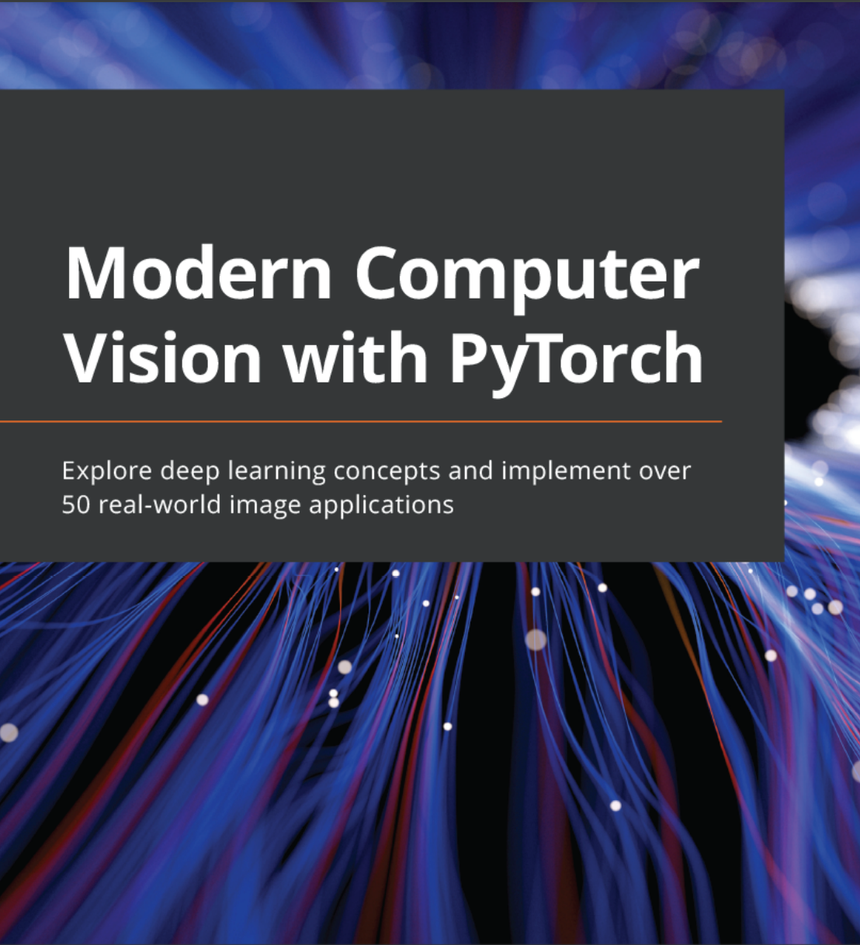 Modern Computer
Vision with PyTorch
Explore deep learning concepts and implement over
50 real-world image applications